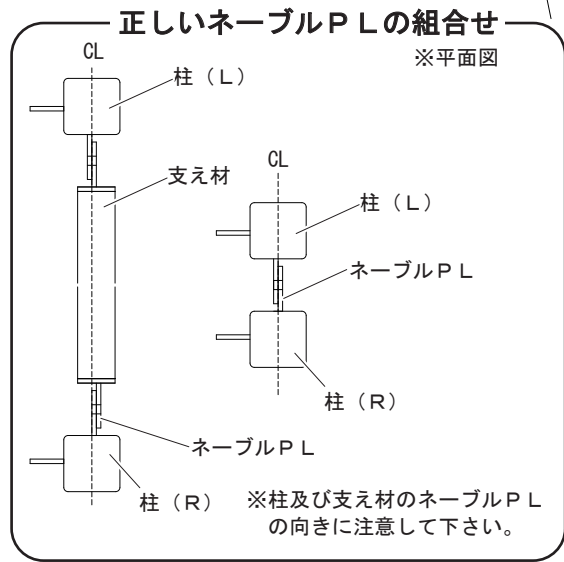 正しいネーブルＰＬの組合せ
※平面図
CL
柱（Ｌ）
支え材
ネーブルＰＬ
柱（Ｒ）
CL
柱（Ｌ）
ネーブルＰＬ
柱（Ｒ）
※柱及び支え材のネーブルＰＬ
の向きに注意して下さい。